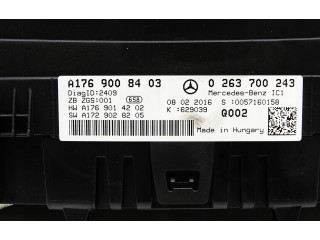 A176 900 84 03
0 263 700 243
DiagID:2409
Mercedes-Benz IC1
ZB ZGS:001
658
08 02 2016
S :0057160158
HW A176 901 42 02
K :629039
Q002
SW A172 902 82 05
Made in Hungary